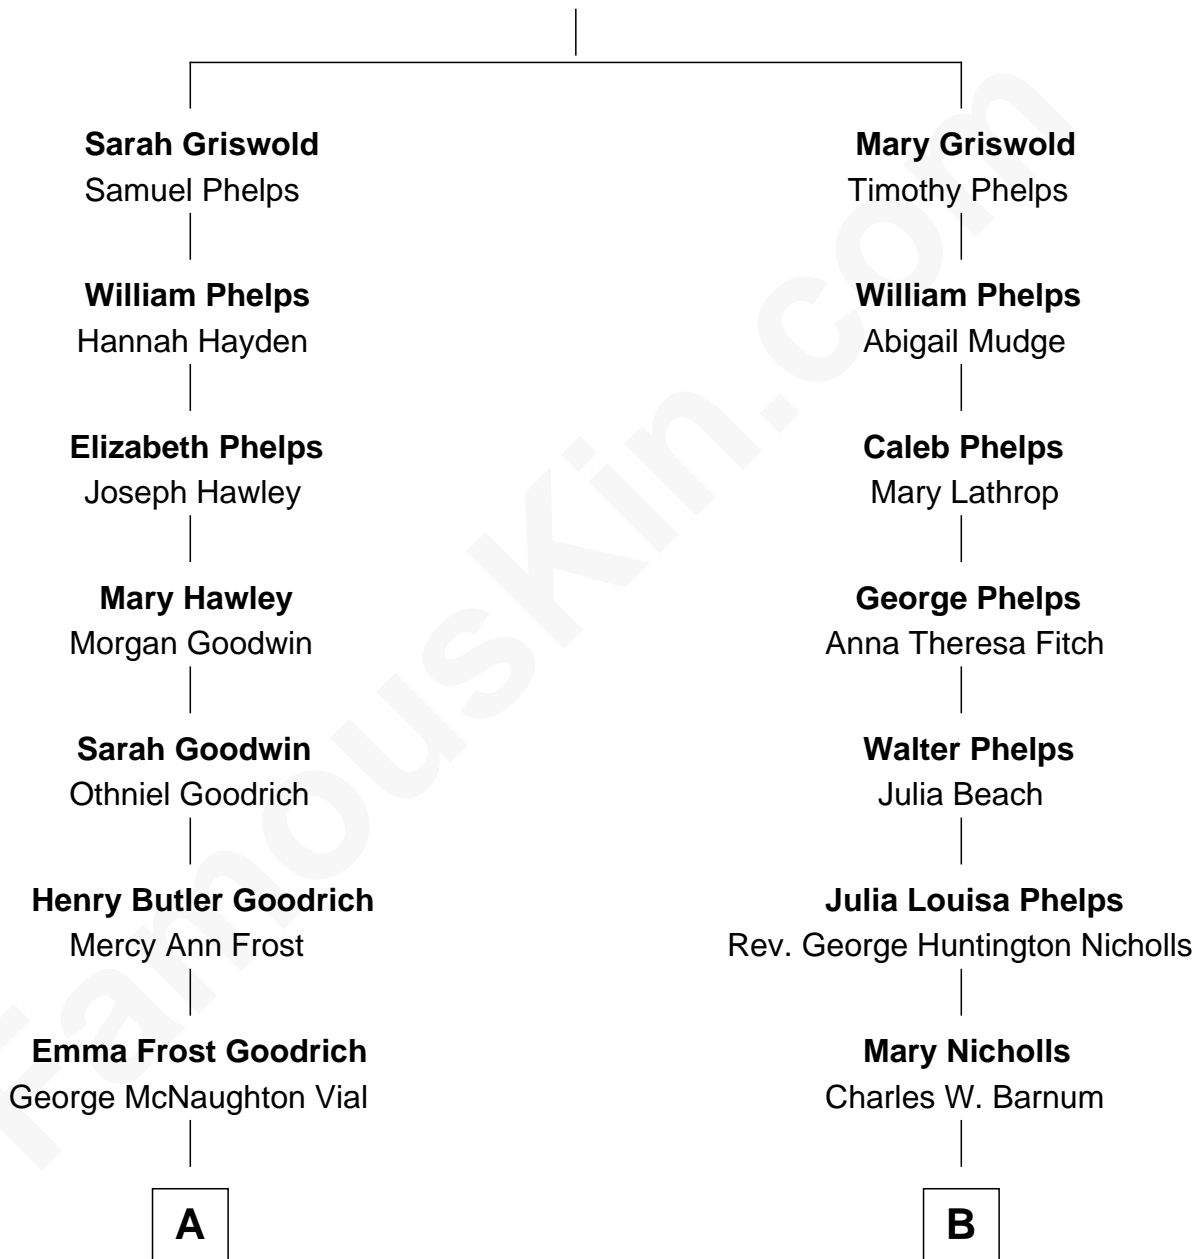 Sarah Griswold
Samuel Phelps
William Phelps
Hannah Hayden
Elizabeth Phelps
Joseph Hawley
Mary Hawley
Morgan Goodwin
Sarah Goodwin
Othniel Goodrich
Henry Butler Goodrich
Mercy Ann Frost
Emma Frost Goodrich
George McNaughton Vial
A
Mary Griswold
Timothy Phelps
William Phelps
Abigail Mudge
Caleb Phelps
Mary Lathrop
George Phelps
Anna Theresa Fitch
Walter Phelps
Julia Beach
Julia Louisa Phelps
Rev. George Huntington Nicholls
Mary Nicholls
Charles W. Barnum
B
FamousKin.com